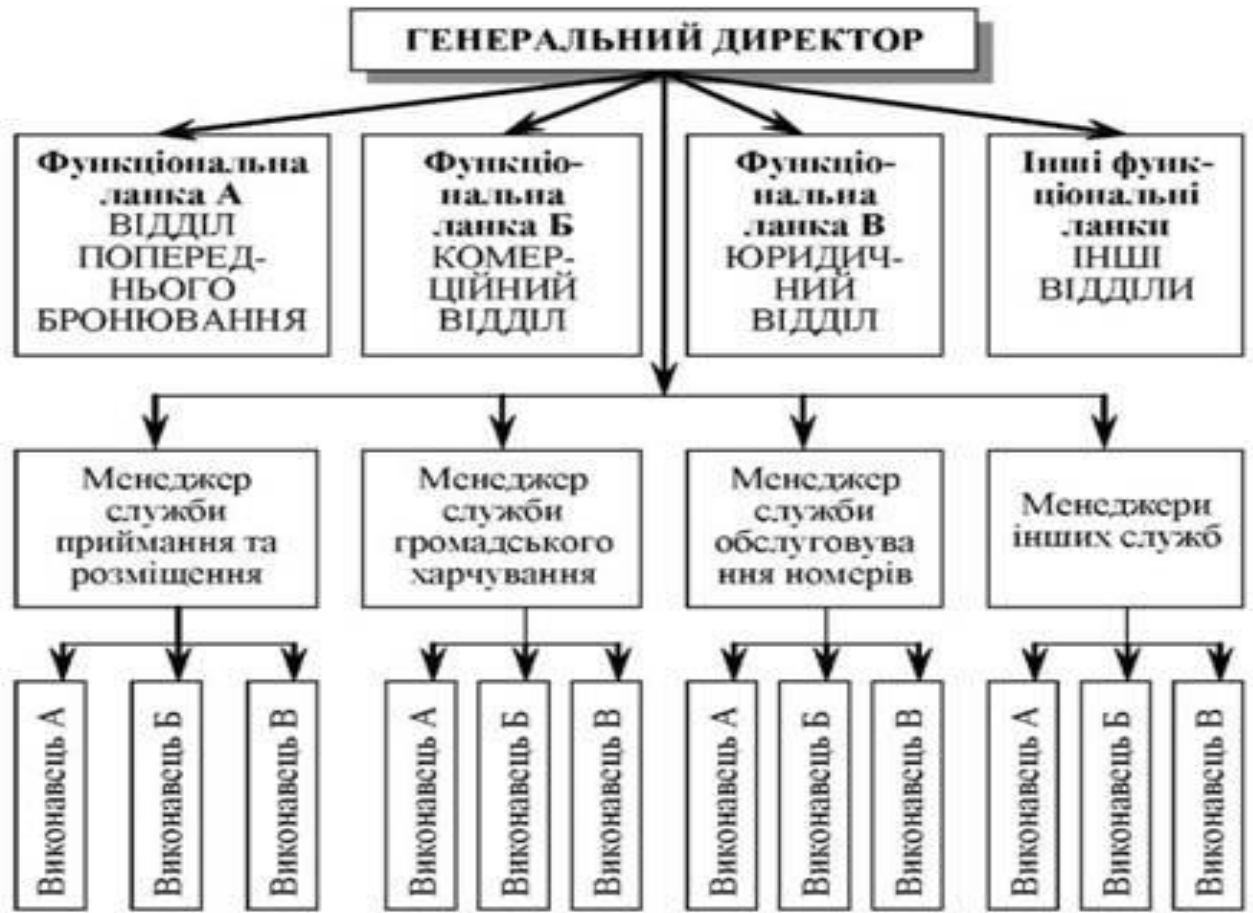 ГЕНЕРАЛЬНИЙ ДИРЕКТОР
Функціональна
ланка А
ВІДДІЛ
ПОПЕРЕД-
НЬОГО
БРОНЮВАННЯ
Функціо-
нальна
ланка Б
КОМЕР-
ЦІЙНИЙ
ВІДДІЛ
Функціо-
нальна
ланка В
ЮРИДИЧ-
НИЙ
ВІДДІЛ
Інші функ-
ціональні
ланки
ІНШІ
ВІДДІЛИ
Менеджер
служби
приймання та
розміщення
Менеджер
служби
громадського
харчування
Менеджер
служби
обслуговува
ння номерів
Менеджери
інших служб
Виконавець А
Виконавець Б
Виконавець В
Виконавець А
Виконавець Б
Виконавець В
Виконавець А
Виконавець Б
Виконавець В
Виконавець А
Виконавець Б
Виконавець В